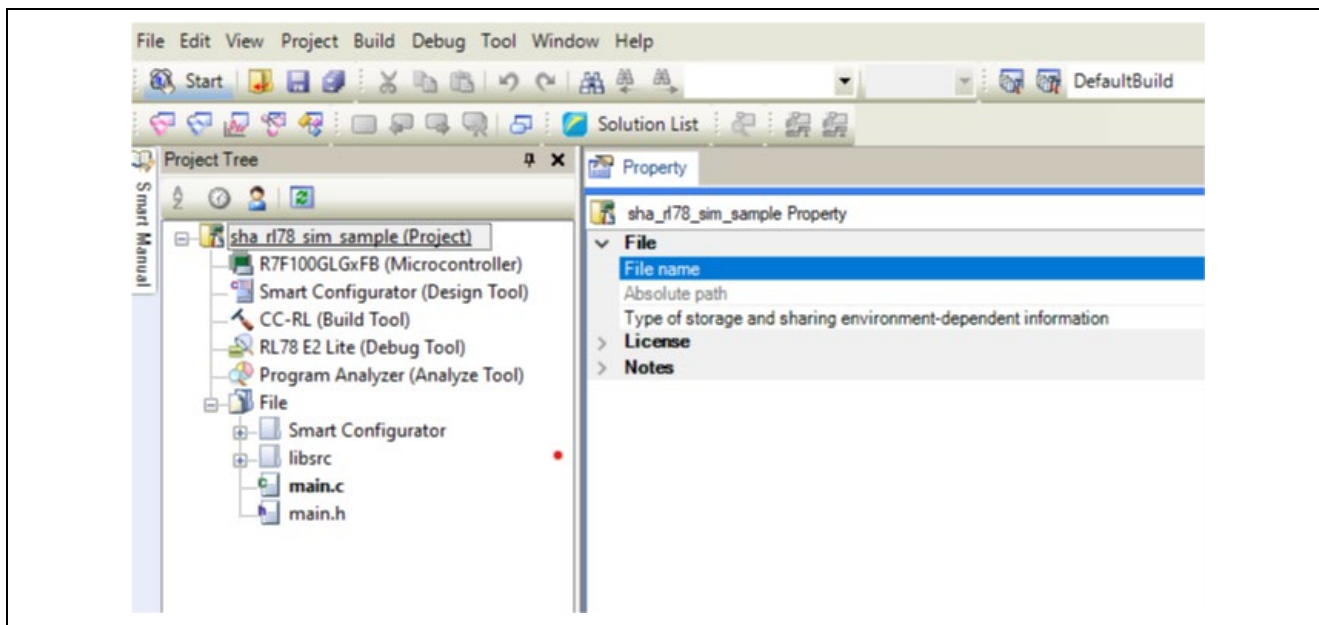 File Edit View Project Build Debug Tool Window Help
Start DefaultBuild
Solution List
Project Tree
Property
Smart Manual
sha_rl78_sim_sample Property
sha_rl78_sim_sample (Project)
File
R7F100GLGxFB (Microcontroller)
File name
Smart Configurator (Design Tool)
Absolute path
CC-RL (Build Tool)
Type of storage and sharing environment-dependent information
RL78 E2 Lite (Debug Tool)
License
Program Analyzer (Analyze Tool)
Notes
File
Smart Configurator
libsrc
main.c
main.h